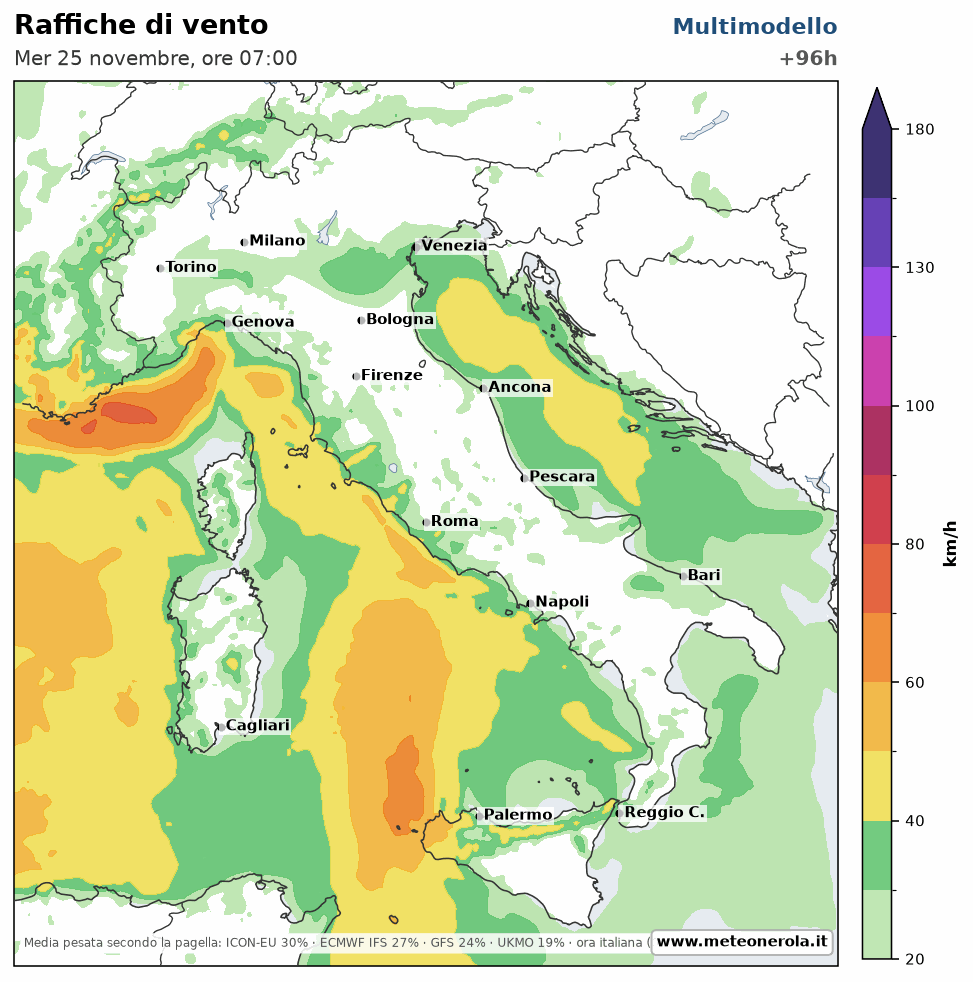 Raffiche di vento
Multimodello
Mer 25 novembre, ore 07:00
+96h
180
130
100
80
60
40
20
km/h
Milano
Venezia
Torino
Genova
Bologna
Firenze
Ancona
Pescara
Roma
Bari
Napoli
Cagliari
Palermo
Reggio C.
Media pesata secondo la pagella: ICON-EU 30% · ECMWF IFS 27% · GFS 24% · UKMO 19% · ora italiana (
www.meteonerola.it